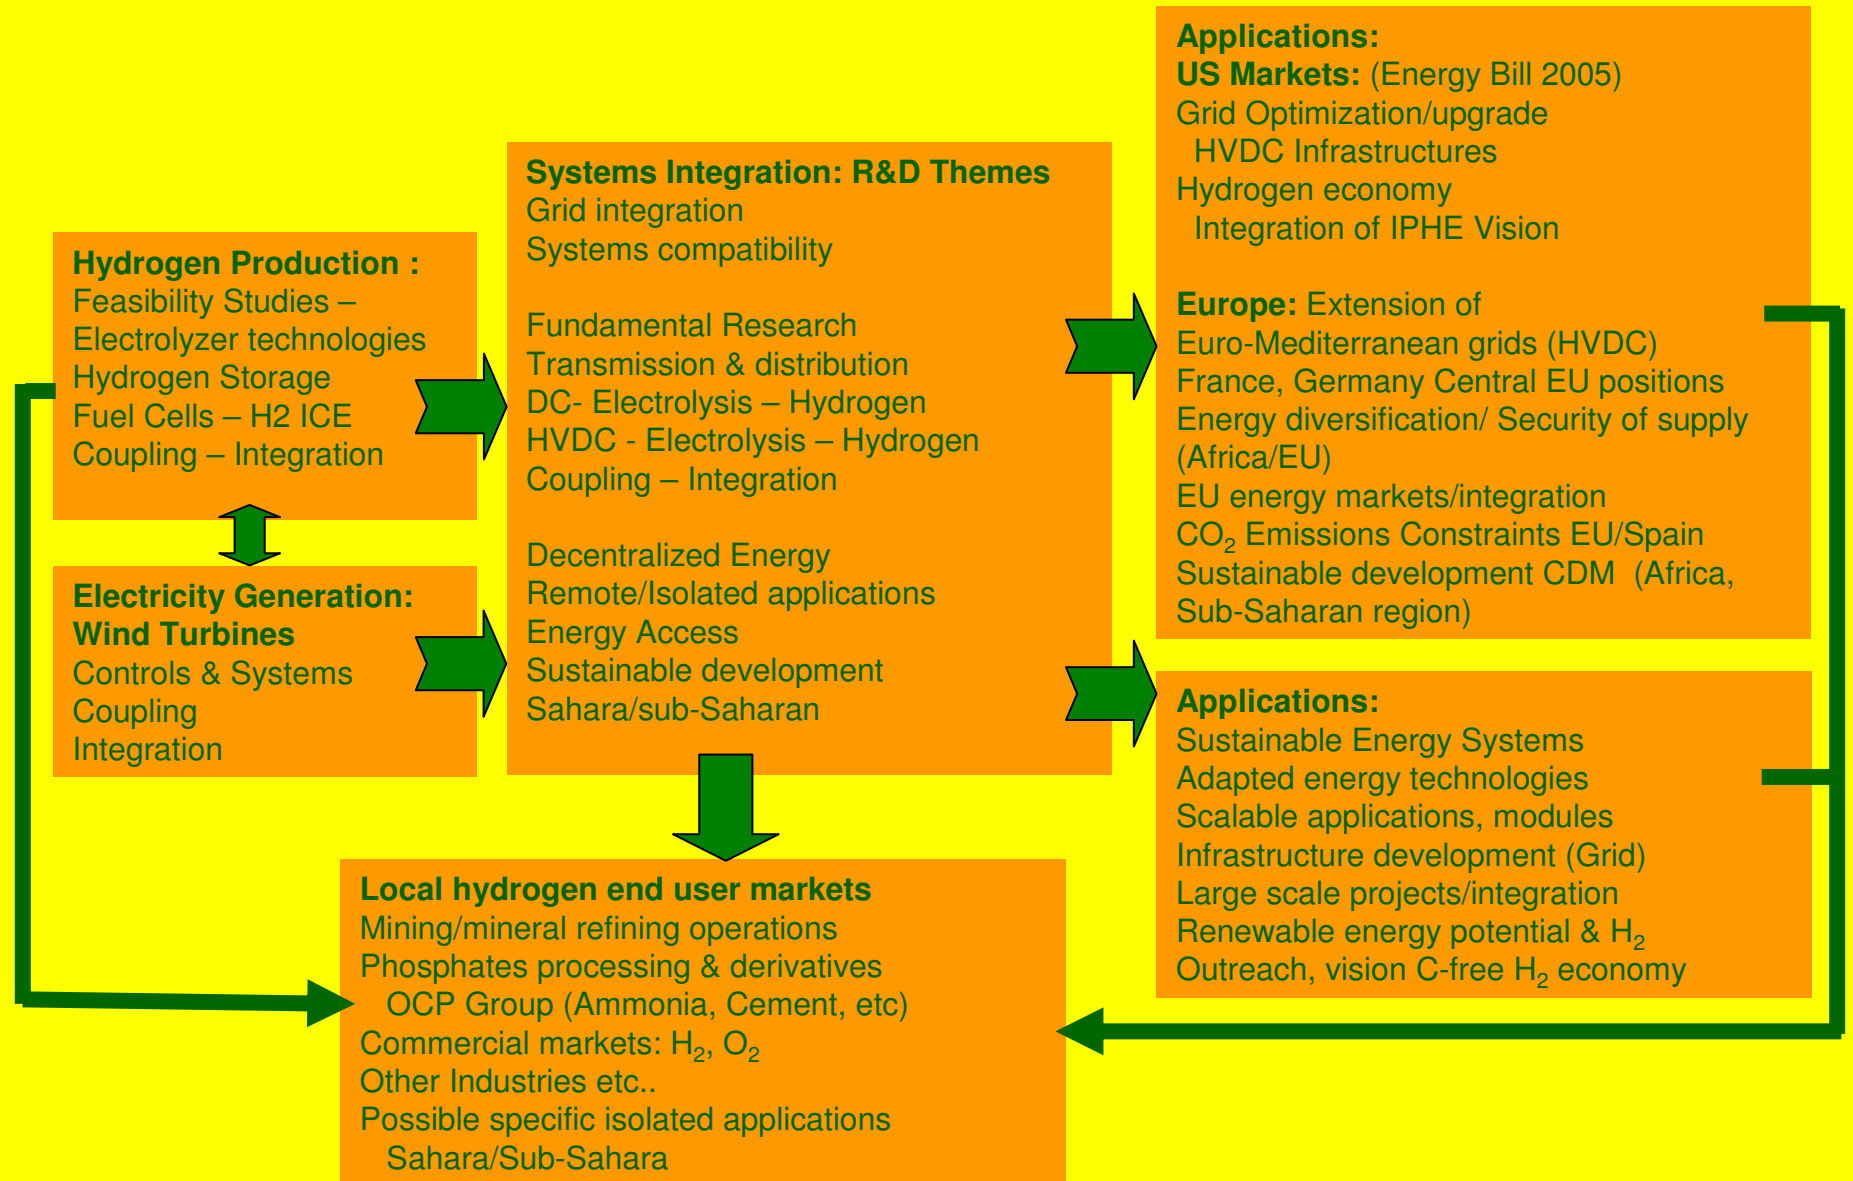 Hydrogen Production :
Feasibility Studies –
Electrolyzer technologies
Hydrogen Storage
Fuel Cells – H2 ICE
Coupling – Integration
Electricity Generation:
Wind Turbines
Controls & Systems
Coupling
Integration
Systems Integration: R&D Themes
Grid integration
Systems compatibility
Fundamental Research
Transmission & distribution
DC- Electrolysis – Hydrogen
HVDC - Electrolysis – Hydrogen
Coupling – Integration
Decentralized Energy
Remote/Isolated applications
Energy Access
Sustainable development
Sahara/sub-Saharan
Applications:
US Markets: (Energy Bill 2005)
Grid Optimization/upgrade
HVDC Infrastructures
Hydrogen economy
Integration of IPHE Vision
Europe: Extension of
Euro-Mediterranean grids (HVDC)
France, Germany Central EU positions
Energy diversification/ Security of supply
(Africa/EU)
EU energy markets/integration
CO₂ Emissions Constraints EU/Spain
Sustainable development CDM (Africa,
Sub-Saharan region)
Applications:
Sustainable Energy Systems
Adapted energy technologies
Scalable applications, modules
Infrastructure development (Grid)
Large scale projects/integration
Renewable energy potential & H₂
Outreach, vision C-free H₂ economy
Local hydrogen end user markets
Mining/mineral refining operations
Phosphates processing & derivatives
OCP Group (Ammonia, Cement, etc)
Commercial markets: H₂, O₂
Other Industries etc..
Possible specific isolated applications
Sahara/Sub-Sahara